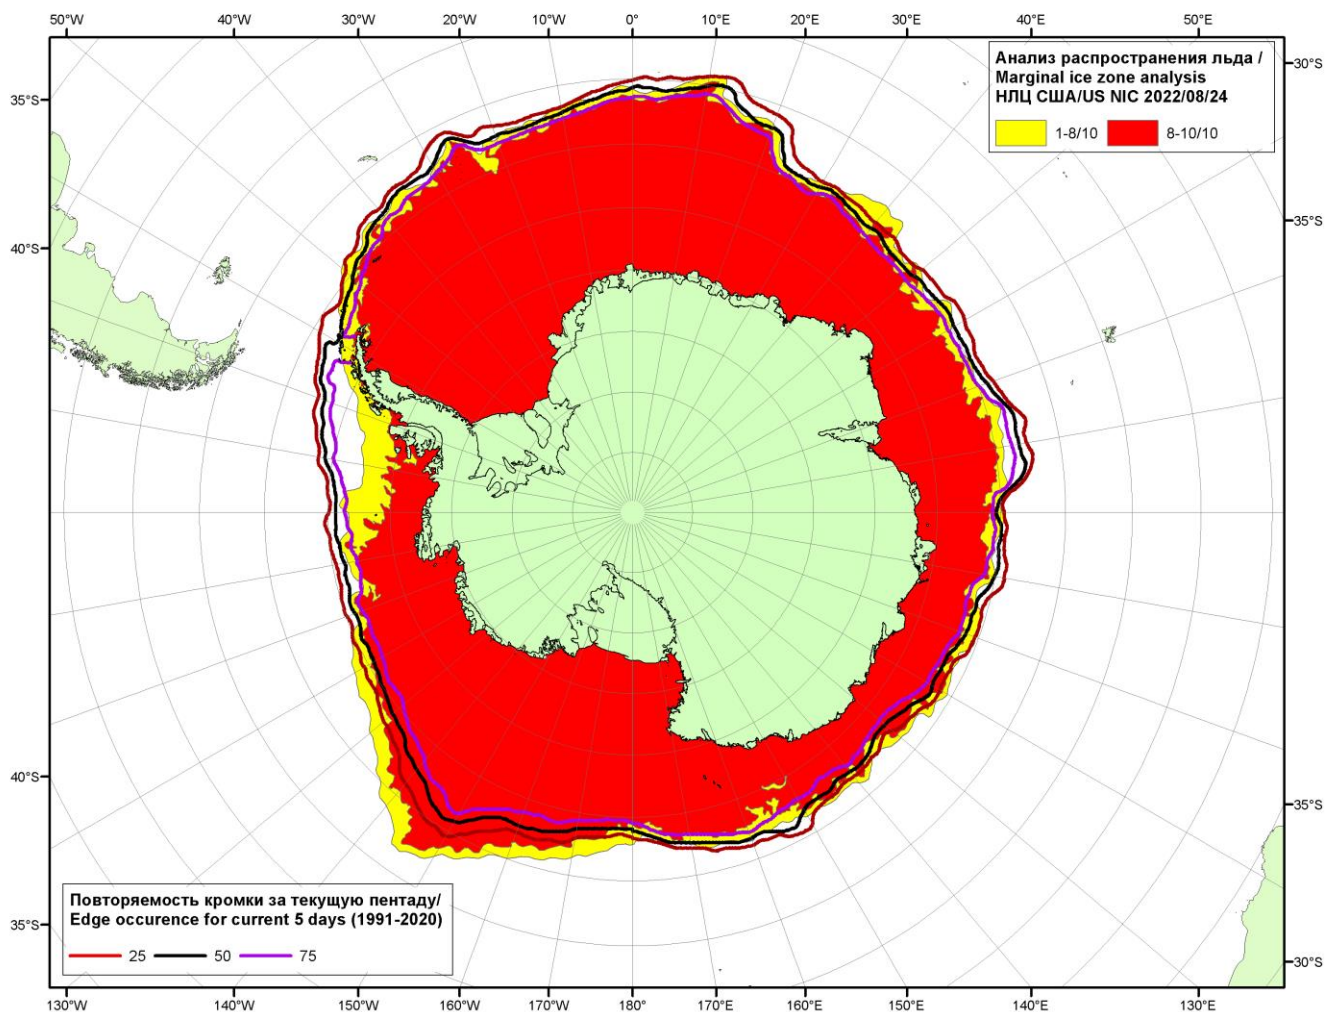 50°W 40°W 30°W 20°W 10°W 0° 10°E 20°E 30°E 40°E 50°E
Анализ распространения льда /
Marginal ice zone analysis
НЛЦ США/US NIC 2022/08/24
1-8/10 8-10/10
30°S
35°S
35°S
40°S
40°S
35°S
35°S
30°S
Повторяемость кромки за текущую пентаду/
Edge occurence for current 5 days (1991-2020)
25 50 75
130°W 140°W 150°W 160°W 170°W 180° 170°E 160°E 150°E 140°E 130°E